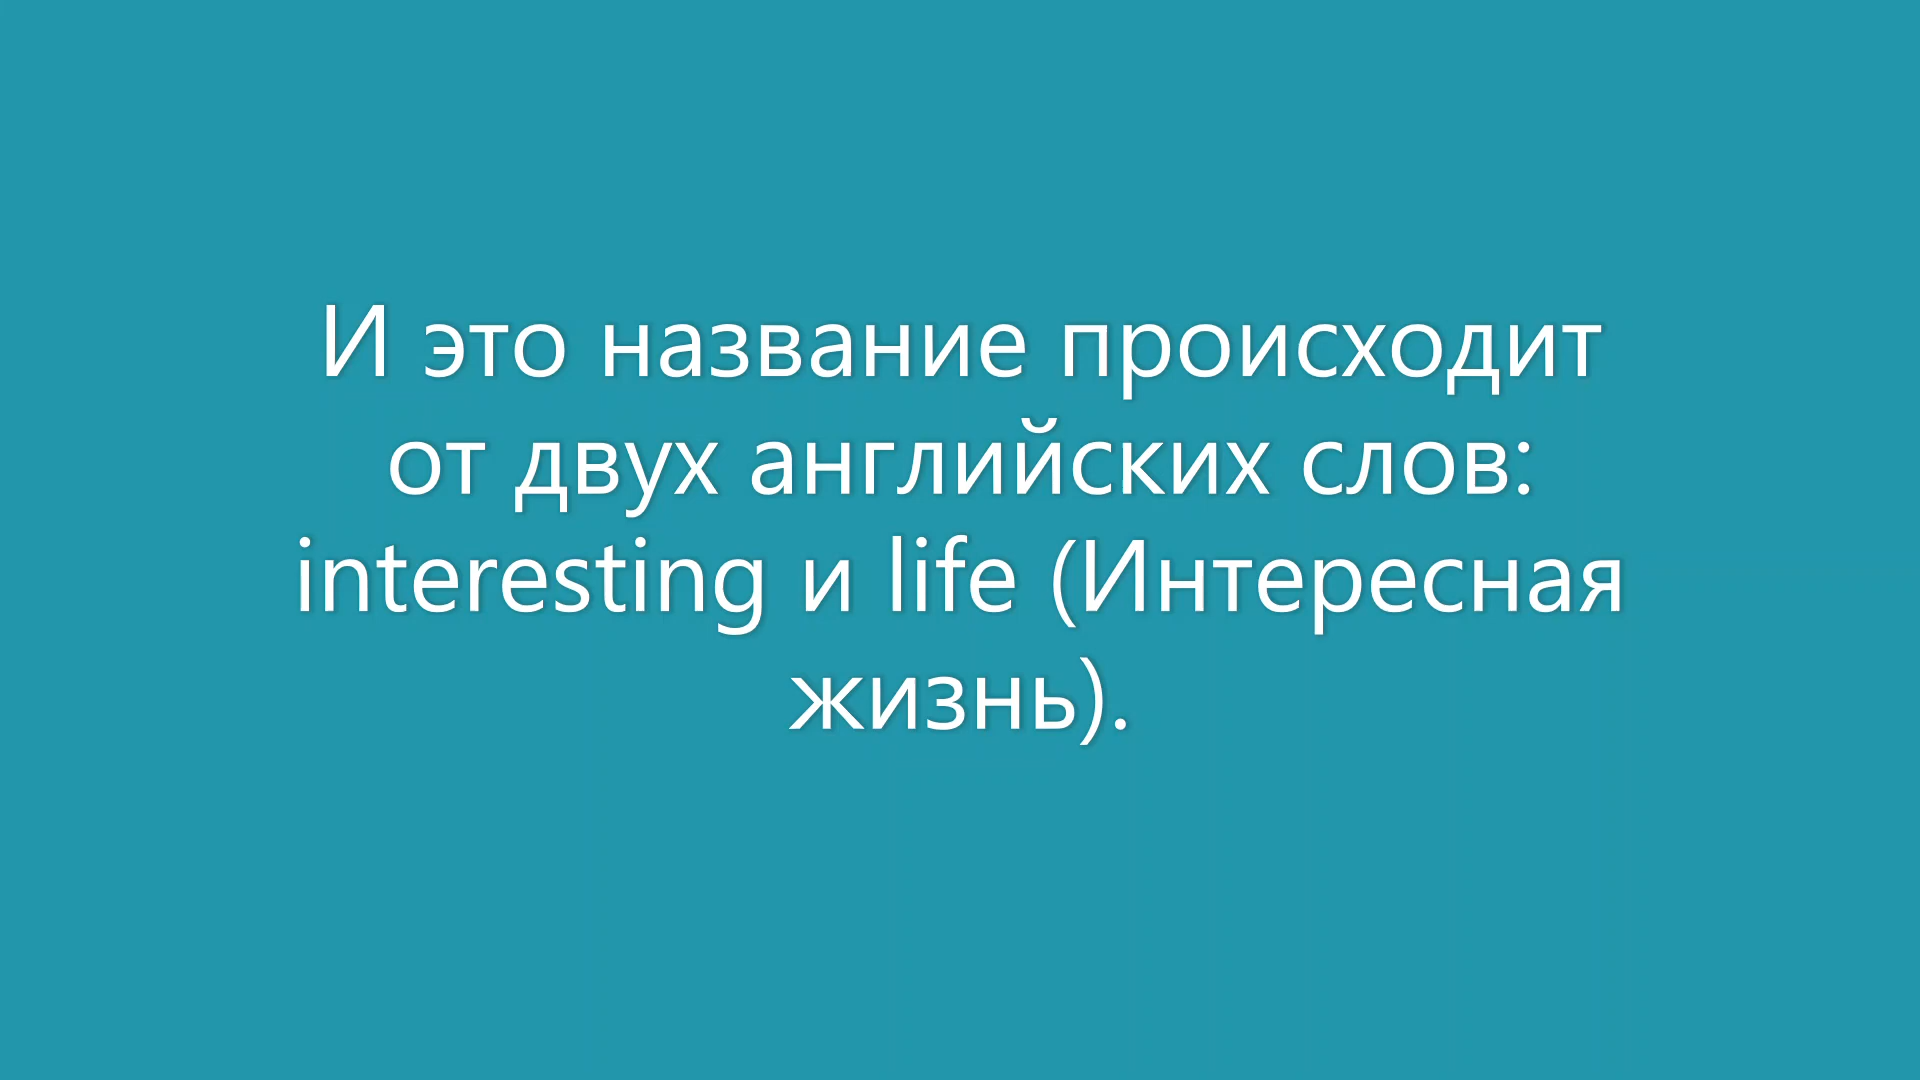 И это название происходит
от двух английских слов:
interesting и life (Интересная
жизнь).